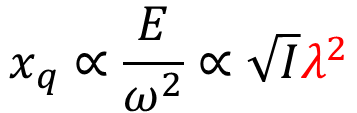 x_q ∝ E/ω² ∝ √I λ²